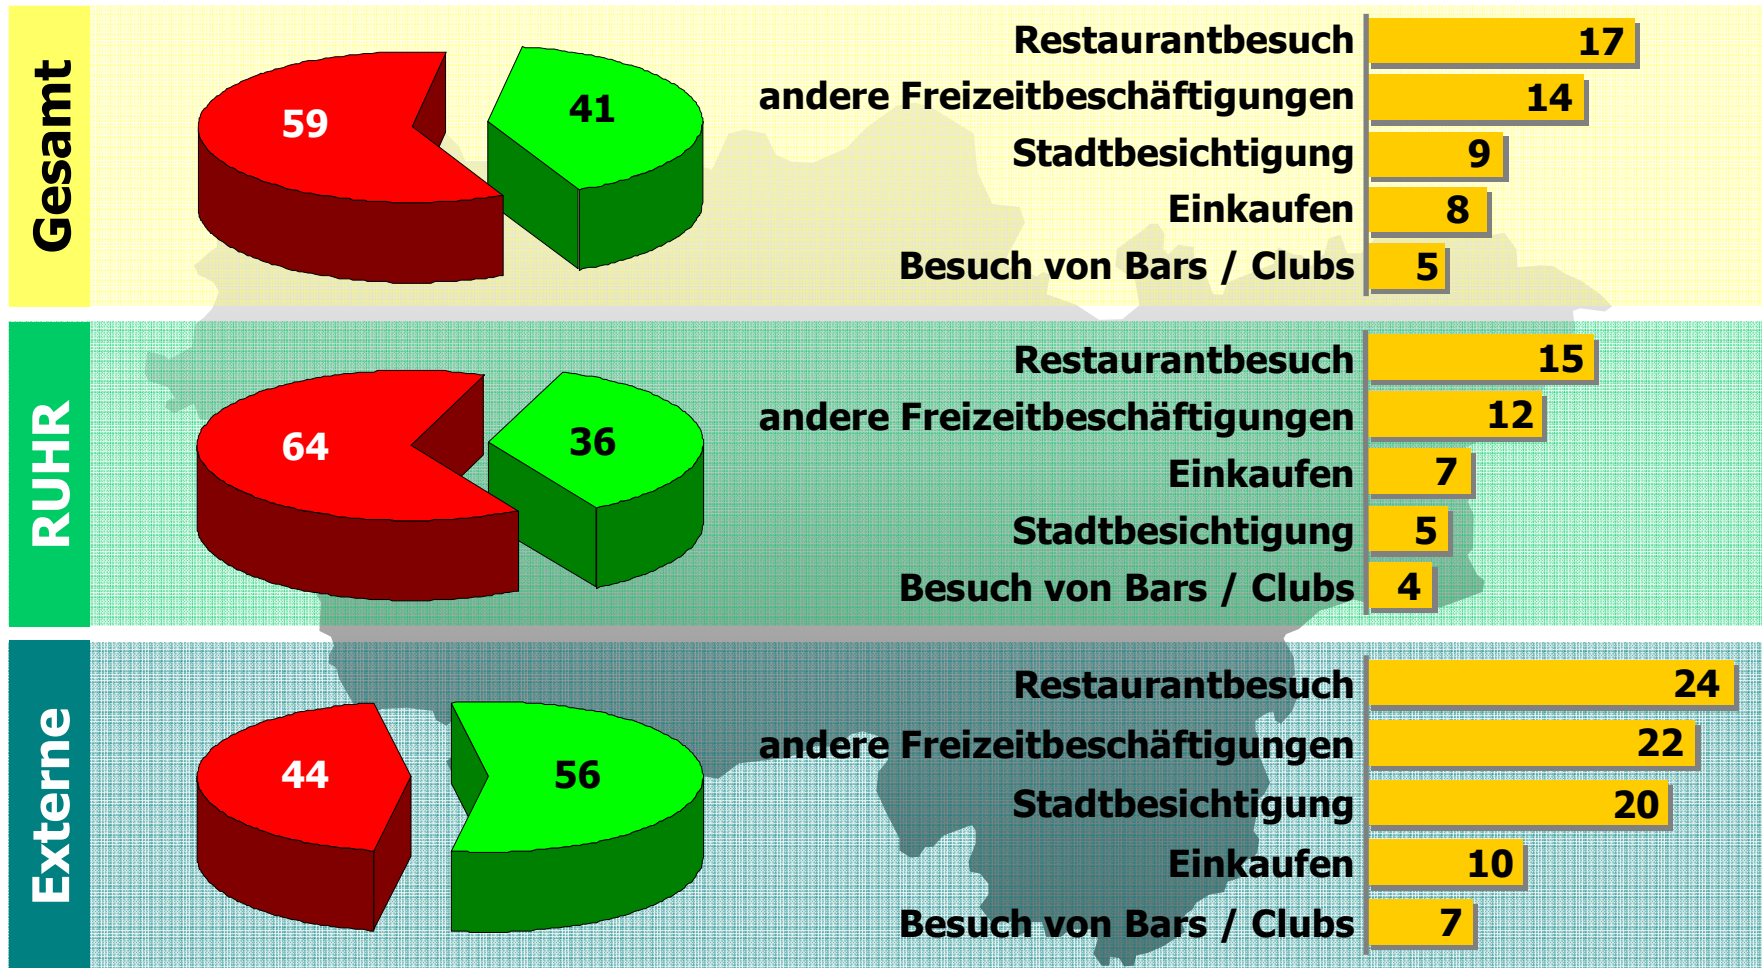 Gesamt
59
41
Restaurantbesuch 17
andere Freizeitbeschäftigungen 14
Stadtbesichtigung 9
Einkaufen 8
Besuch von Bars / Clubs 5
RUHR
64
36
Restaurantbesuch 15
andere Freizeitbeschäftigungen 12
Einkaufen 7
Stadtbesichtigung 5
Besuch von Bars / Clubs 4
Externe
44
56
Restaurantbesuch 24
andere Freizeitbeschäftigungen 22
Stadtbesichtigung 20
Einkaufen 10
Besuch von Bars / Clubs 7